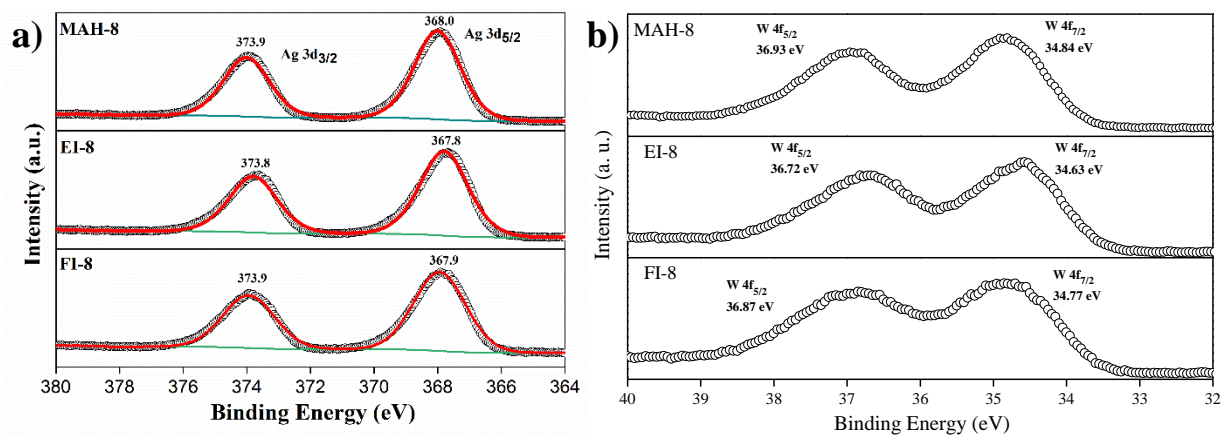 a)
Intensity (a.u.)
MAH-8
373.9
Ag 3d3/2
368.0
Ag 3d5/2
EI-8
373.8
367.8
FI-8
373.9
367.9
380 378 376 374 372 370 368 366 364
Binding Energy (eV)
b)
Intensity (a. u.)
MAH-8
W 4f5/2
36.93 eV
W 4f7/2
34.84 eV
EI-8
W 4f5/2
36.72 eV
W 4f7/2
34.63 eV
FI-8
W 4f5/2
36.87 eV
W 4f7/2
34.77 eV
40 39 38 37 36 35 34 33 32
Binding Energy (eV)